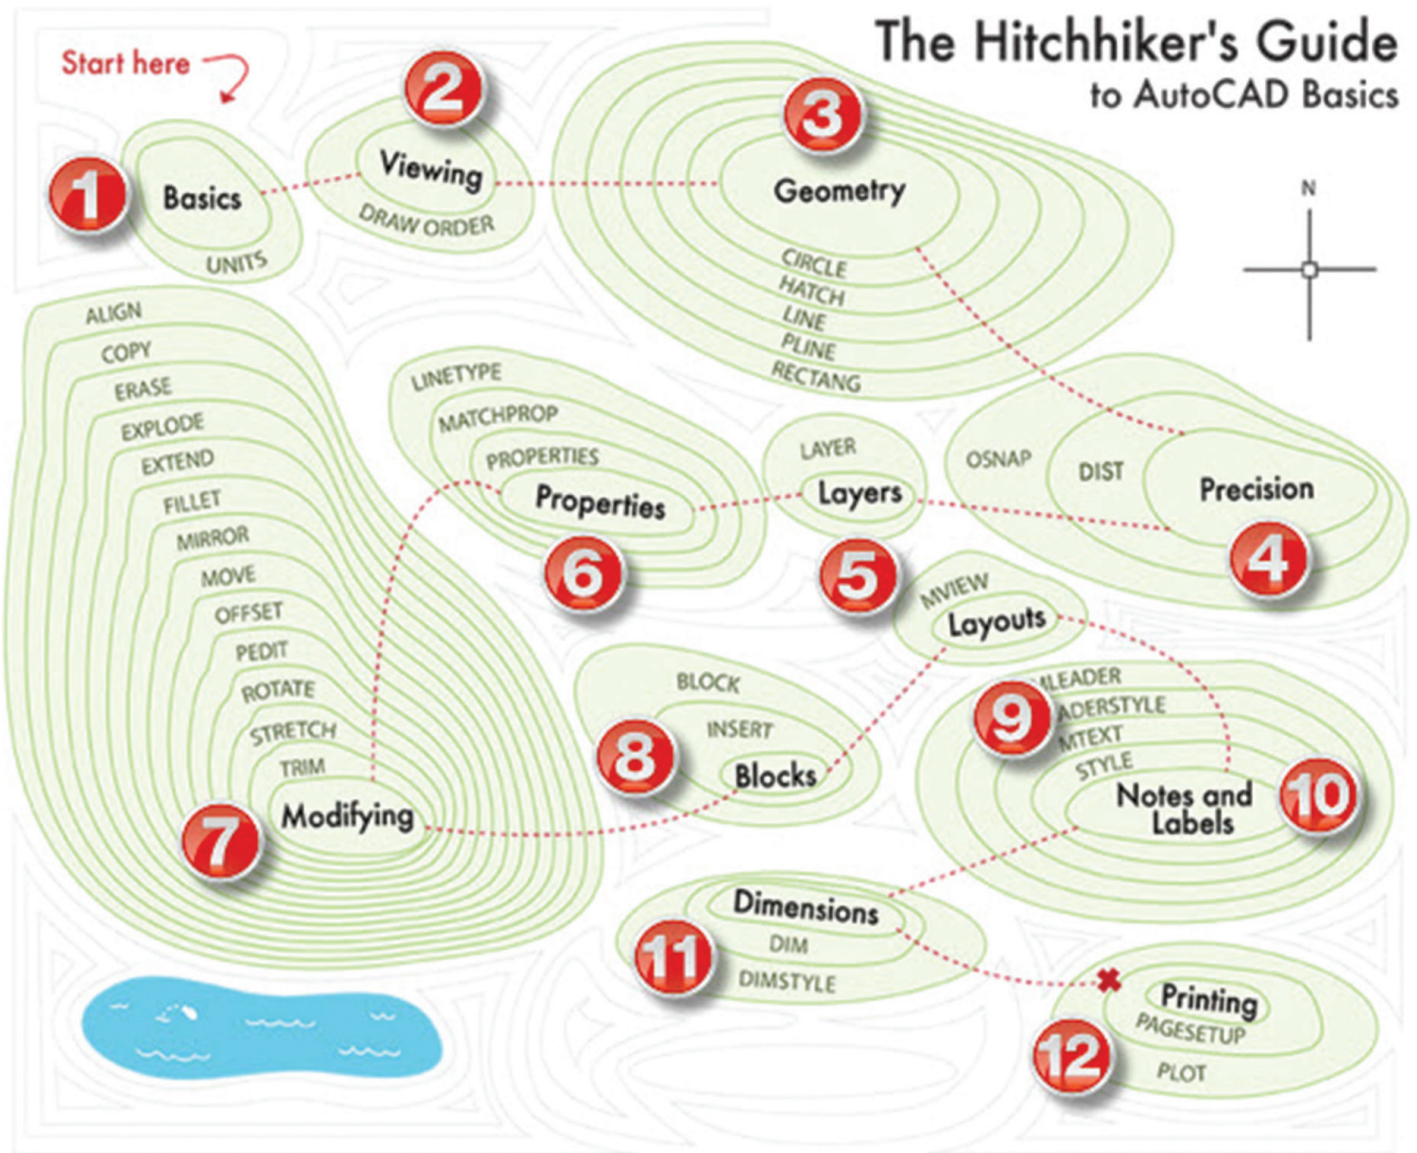 The Hitchhiker's Guide
to AutoCAD Basics
Start here
N
1
Basics
UNITS
2
Viewing
DRAW ORDER
3
Geometry
CIRCLE
HATCH
LINE
PLINE
RECTANG
OSNAP
DIST
Precision
4
LAYER
Layers
5
LINETYPE
MATCHPROP
PROPERTIES
Properties
6
ALIGN
COPY
ERASE
EXPLODE
EXTEND
FILLET
MIRROR
MOVE
OFFSET
PEDIT
ROTATE
STRETCH
TRIM
Modifying
7
BLOCK
INSERT
Blocks
8
MVIEW
Layouts
9
MLEADER
ADERSTYLE
MTEXT
STYLE
Notes and
Labels
10
Dimensions
DIM
DIMSTYLE
11
Printing
PAGESETUP
PLOT
12